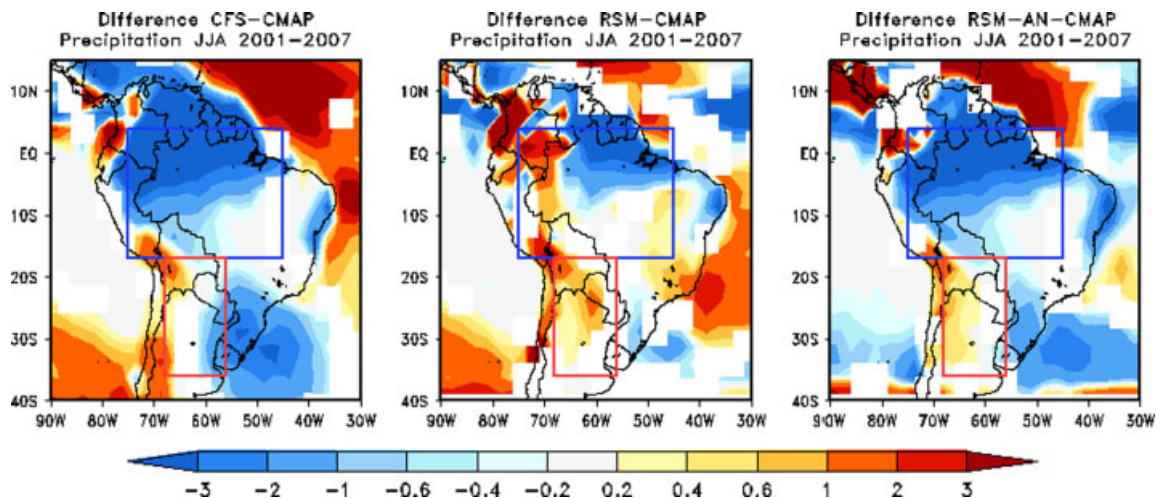 Difference CFS-CMAP
Precipitation JJA 2001-2007
Difference RSM-CMAP
Precipitation JJA 2001-2007
Difference RSM-AN-CMAP
Precipitation JJA 2001-2007
10N
EQ
10S
20S
30S
40S
90W 80W 70W 60W 50W 40W 30W
10N
EQ
10S
20S
30S
40S
90W 80W 70W 60W 50W 40W 30W
10N
EQ
10S
20S
30S
40S
90W 80W 70W 60W 50W 40W 30W
-3 -2 -1 -0.6 -0.4 -0.2 0.2 0.4 0.6 1 2 3